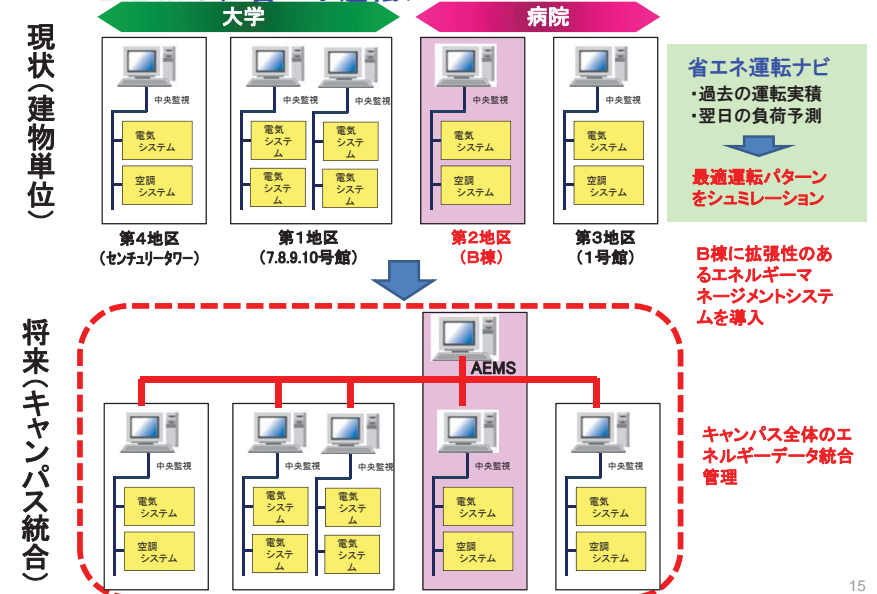 大学
病院
現状(建物単位)
中央監視
電気
システム
空調
システム
中央監視
中央監視
電気
システ
ム
電気
システ
ム
電気
システ
ム
電気
システ
ム
中央監視
電気
システム
空調
システム
中央監視
電気
システム
空調
システム
省エネ運転ナビ
・過去の運転実積
・翌日の負荷予測
最適運転パターン
をシュミレーション
第4地区
(センチュリータワー)
第1地区
(7.8.9.10号館)
第2地区
(B棟)
第3地区
(1号館)
B棟に拡張性のあ
るエネルギーマ
ネージメントシステ
ムを導入
将来(キャンパス統合)
AEMS
中央監視
電気
システム
空調
システム
中央監視
中央監視
電気
システ
ム
電気
システ
ム
電気
システ
ム
電気
システ
ム
中央監視
電気
システム
空調
システム
中央監視
電気
システム
空調
システム
キャンパス全体のエ
ネルギーデータ統合
管理
15